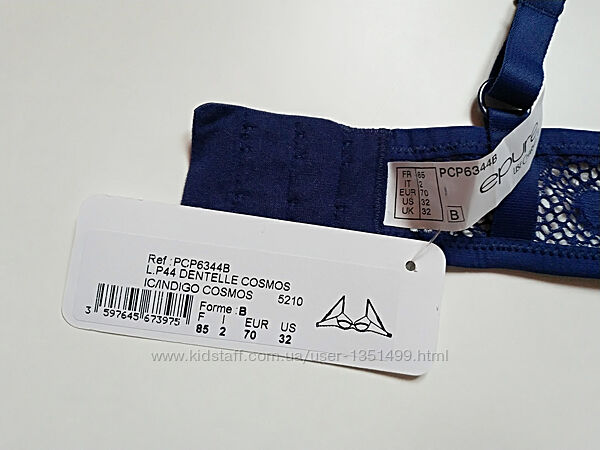 PCP6344B
epure
FR 85
IT 2
EUR 70
US 32
UK 32
B
Ref : PCP6344B
L.P44 DENTELLE COSMOS
IC/INDIGO COSMOS 5210
Forme : B
F I EUR US
85 2 70 32
3 597645 673975
www.kidstaff.com.ua/user-1351499.html